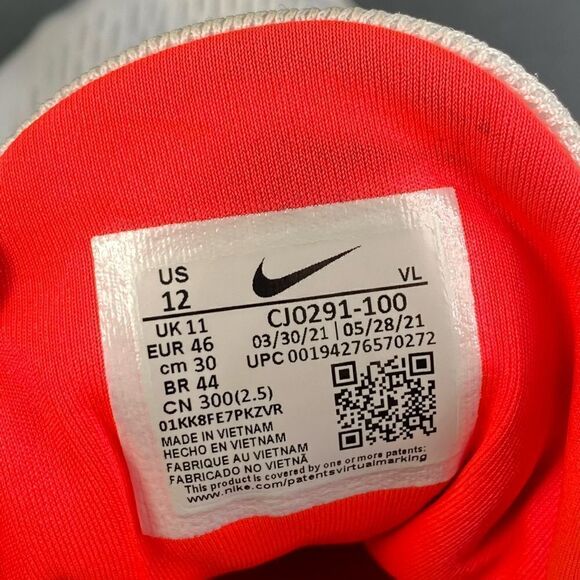 US
12
VL
CJ0291-100
UK 11
EUR 46
cm 30
BR 44
CN 300(2.5)
03/30/21 | 05/28/21
UPC 00194276570272
01KK8FE7PKZVR
MADE IN VIETNAM
HECHO EN VIETNAM
FABRIQUE AU VIETNAM
FABRICADO NO VIETNÃ
This product is covered by one or more patents:
www.nike.com/patentsvirtualmarking